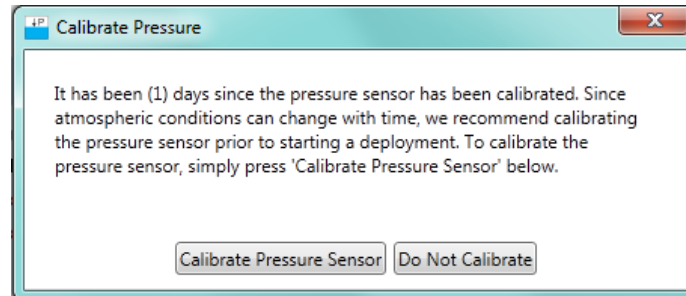 Calibrate Pressure
It has been (1) days since the pressure sensor has been calibrated. Since
atmospheric conditions can change with time, we recommend calibrating
the pressure sensor prior to starting a deployment. To calibrate the
pressure sensor, simply press 'Calibrate Pressure Sensor' below.
Calibrate Pressure Sensor Do Not Calibrate